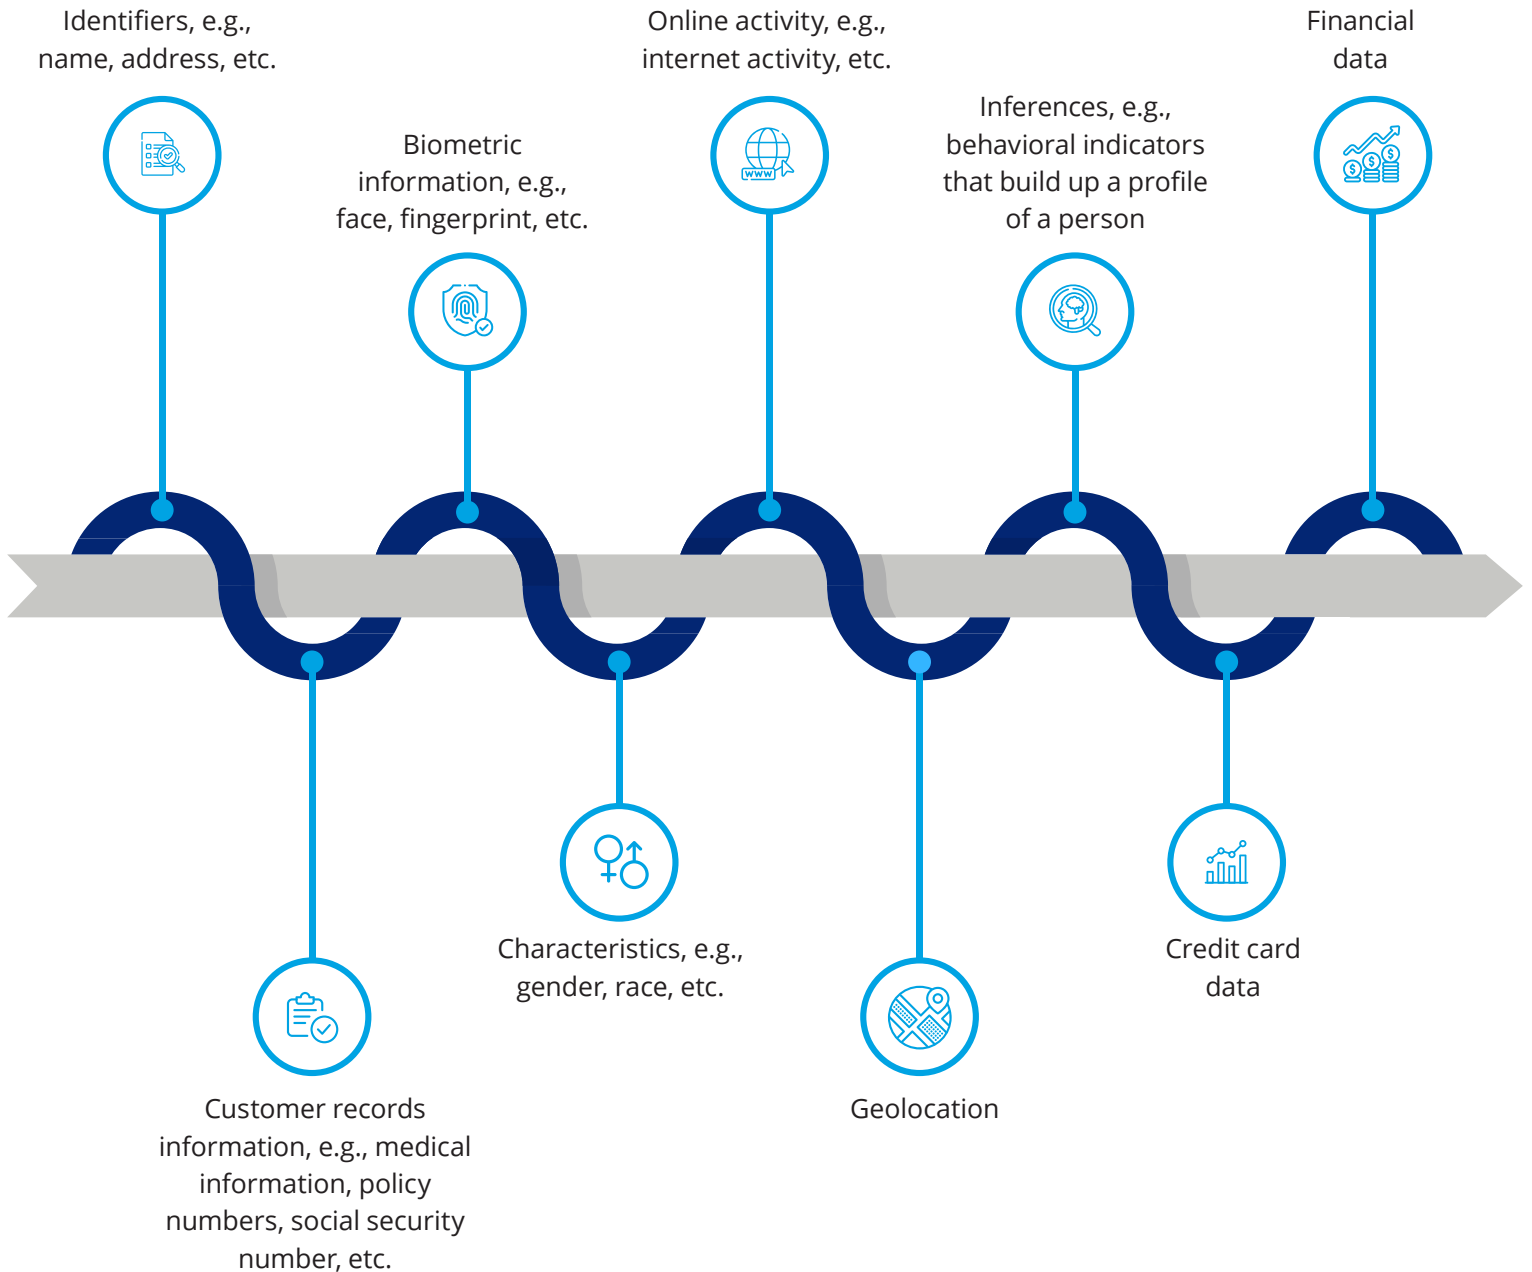 Identifiers, e.g.,
name, address, etc.
Online activity, e.g.,
internet activity, etc.
Financial
data
Biometric
information, e.g.,
face, fingerprint, etc.
Inferences, e.g.,
behavioral indicators
that build up a profile
of a person
WWW
$ $ $
Characteristics, e.g.,
gender, race, etc.
Credit card
data
Customer records
information, e.g., medical
information, policy
numbers, social security
number, etc.
Geolocation